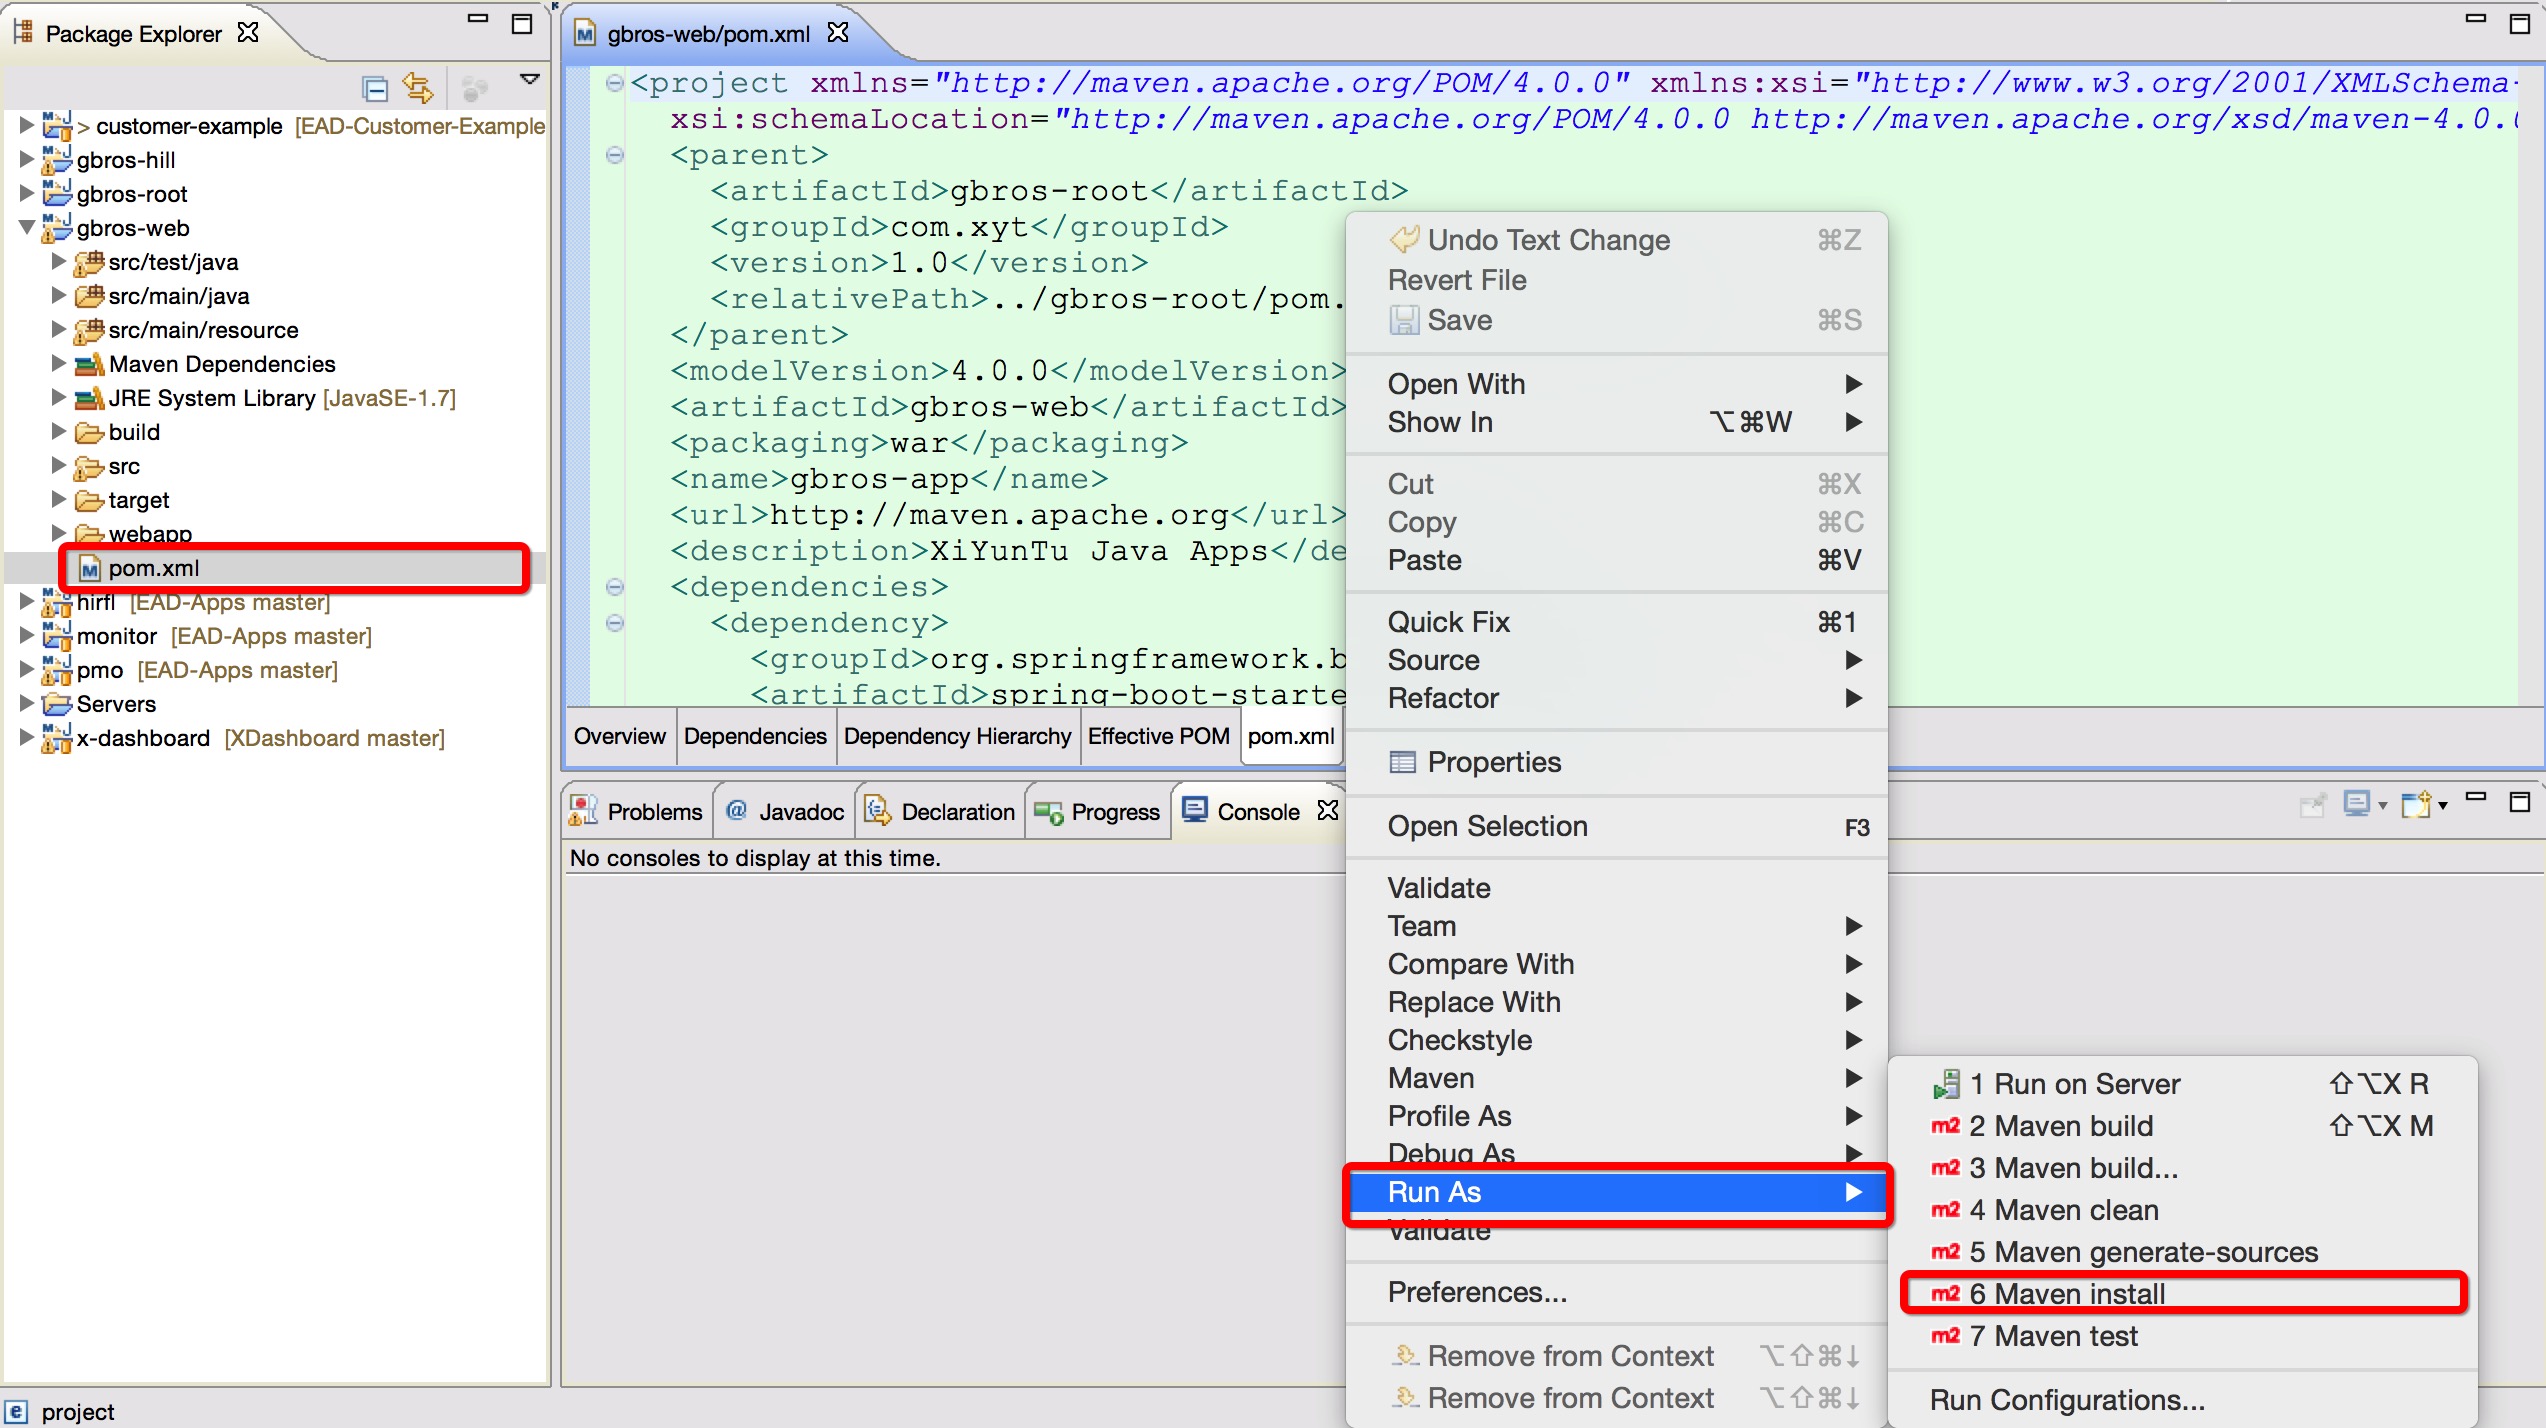 Package Explorer
> customer-example [EAD-Customer-Example
gbros-hill
gbros-root
gbros-web
src/test/java
src/main/java
src/main/resource
Maven Dependencies
JRE System Library [JavaSE-1.7]
build
src
target
webapp
pom.xml
hirfl [EAD-Apps master]
monitor [EAD-Apps master]
pmo [EAD-Apps master]
Servers
x-dashboard [XDashboard master]
gbros-web/pom.xml
<project xmlns="http://maven.apache.org/POM/4.0.0" xmlns:xsi="http://www.w3.org/2001/XMLSchema-
xsi:schemaLocation="http://maven.apache.org/POM/4.0.0 http://maven.apache.org/xsd/maven-4.0.0
<parent>
<artifactId>gbros-root</artifactId>
<groupId>com.xyt</groupId>
<version>1.0</version>
<relativePath>../gbros-root/pom.
</parent>
<modelVersion>4.0.0</modelVersion>
<artifactId>gbros-web</artifactId>
<packaging>war</packaging>
<name>gbros-app</name>
<url>http://maven.apache.org</url>
<description>XiYunTu Java Apps</de
<dependencies>
<dependency>
<groupId>org.springframework.b
<artifactId>spring-boot-starte
Overview Dependencies Dependency Hierarchy Effective POM pom.xml
Problems @ Javadoc Declaration Progress Console
No consoles to display at this time.
Undo Text Change ⌘Z
Revert File
Save ⌘S
Open With
Show In ⌥⌘W
Cut ⌘X
Copy ⌘C
Paste ⌘V
Quick Fix ⌘1
Source
Refactor
Properties
Open Selection F3
Validate
Team
Compare With
Replace With
Checkstyle
Maven
Profile As
Debug As
Run As
Validate
Preferences...
Remove from Context ⌥⇧⌘↓
Remove from Context ⌥⇧⌘↓
1 Run on Server ⇧⌥X R
m2 2 Maven build ⇧⌥X M
m2 3 Maven build...
m2 4 Maven clean
m2 5 Maven generate-sources
m2 6 Maven install
m2 7 Maven test
Run Configurations...
project